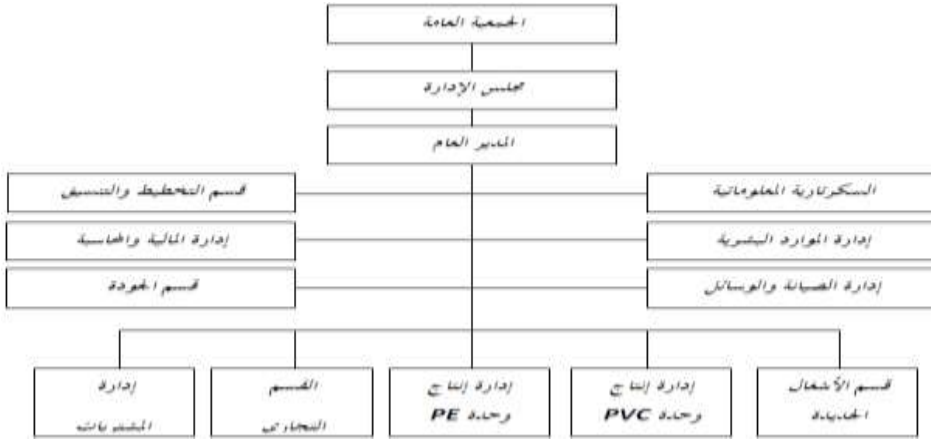 الجمعية العامة
مجلس الإدارة
المدير العام
السكرتارية المعلوماتية
قسم التخطيط والتنسيق
إدارة الموارد البشرية
إدارة المالية والمحاسبة
إدارة الصيانة والوسائل
قسم الجودة
قسم الأشغال
الجديدة
إدارة إنتاج
وحدة PVC
إدارة إنتاج
وحدة PE
القسم
التجاري
إدارة
المشتريات